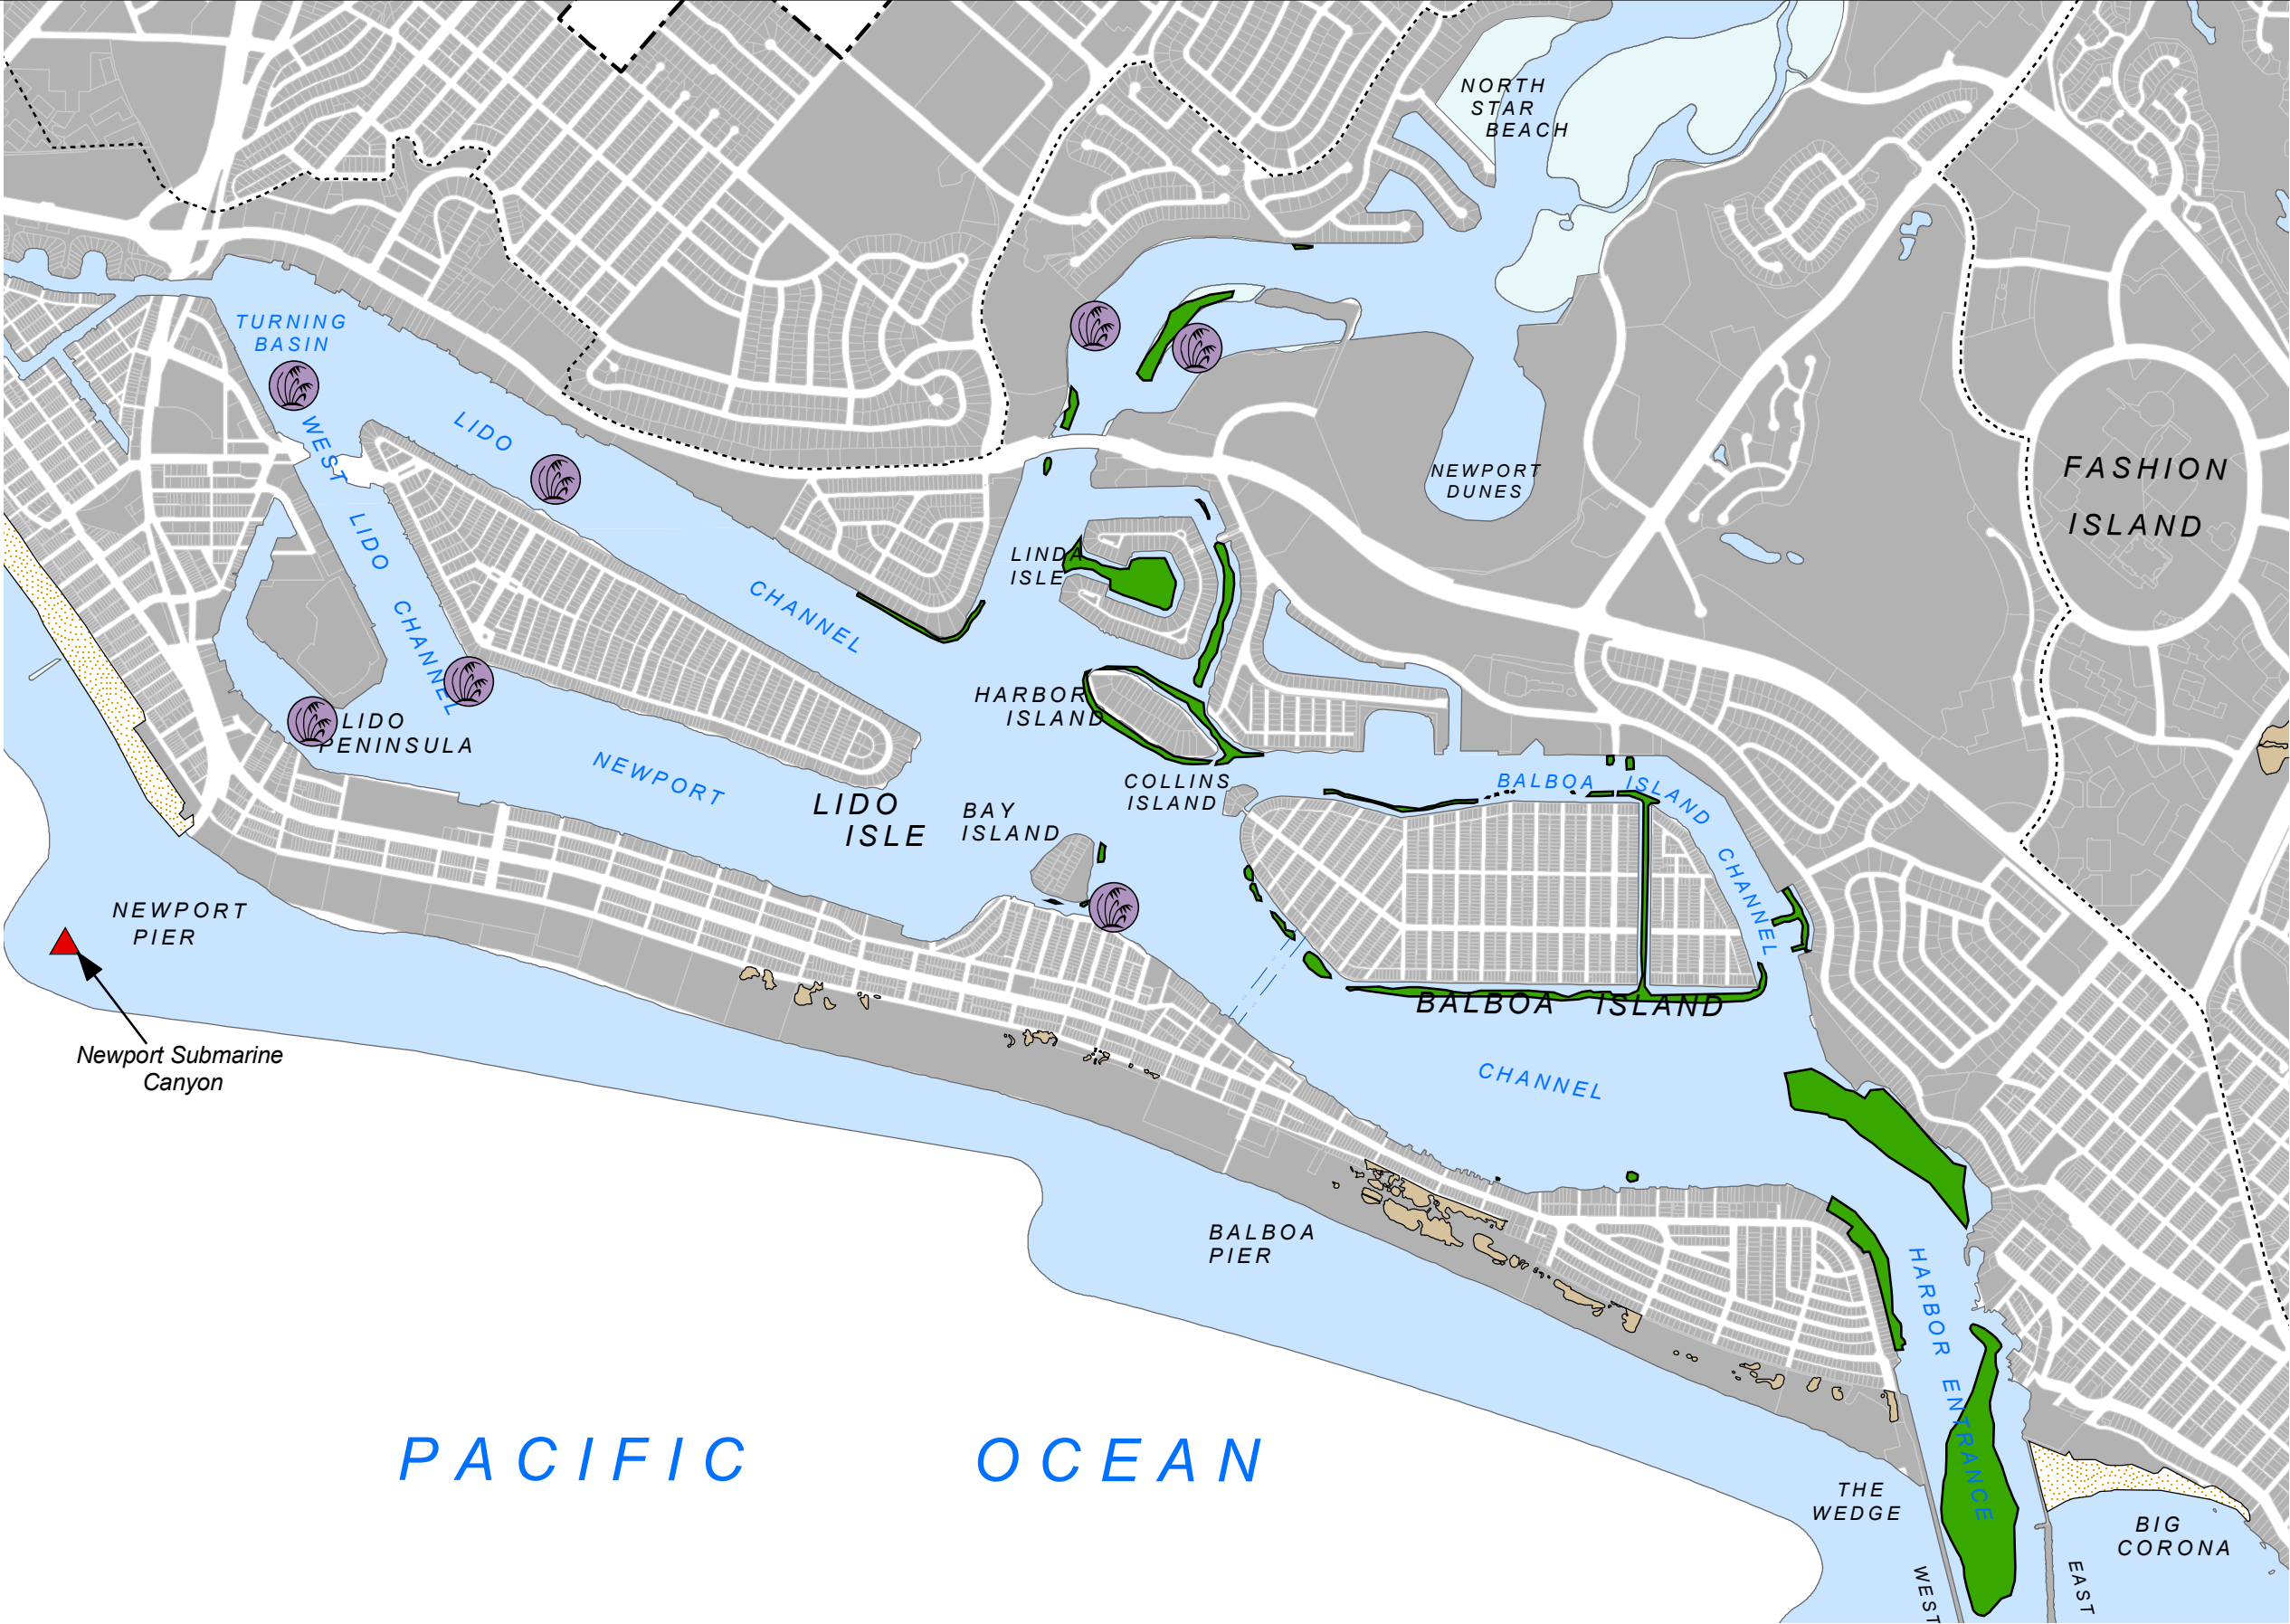 NORTH
STAR
BEACH
TURNING
BASIN
LIDO
CHANNEL
WEST
LIDO
CHANNEL
NEWPORT
DUNES
FASHION
ISLAND
LINDA
ISLE
HARBOR
ISLAND
LIDO
PENINSULA
NEWPORT
LIDO
ISLE
BAY
ISLAND
COLLINS
ISLAND
BALBOA ISLAND
CHANNEL
NEWPORT
PIER
Newport Submarine
Canyon
BALBOA ISLAND
CHANNEL
BALBOA
PIER
HARBOR ENTRANCE
PACIFIC OCEAN
THE
WEDGE
BIG
CORONA
WEST
EAST